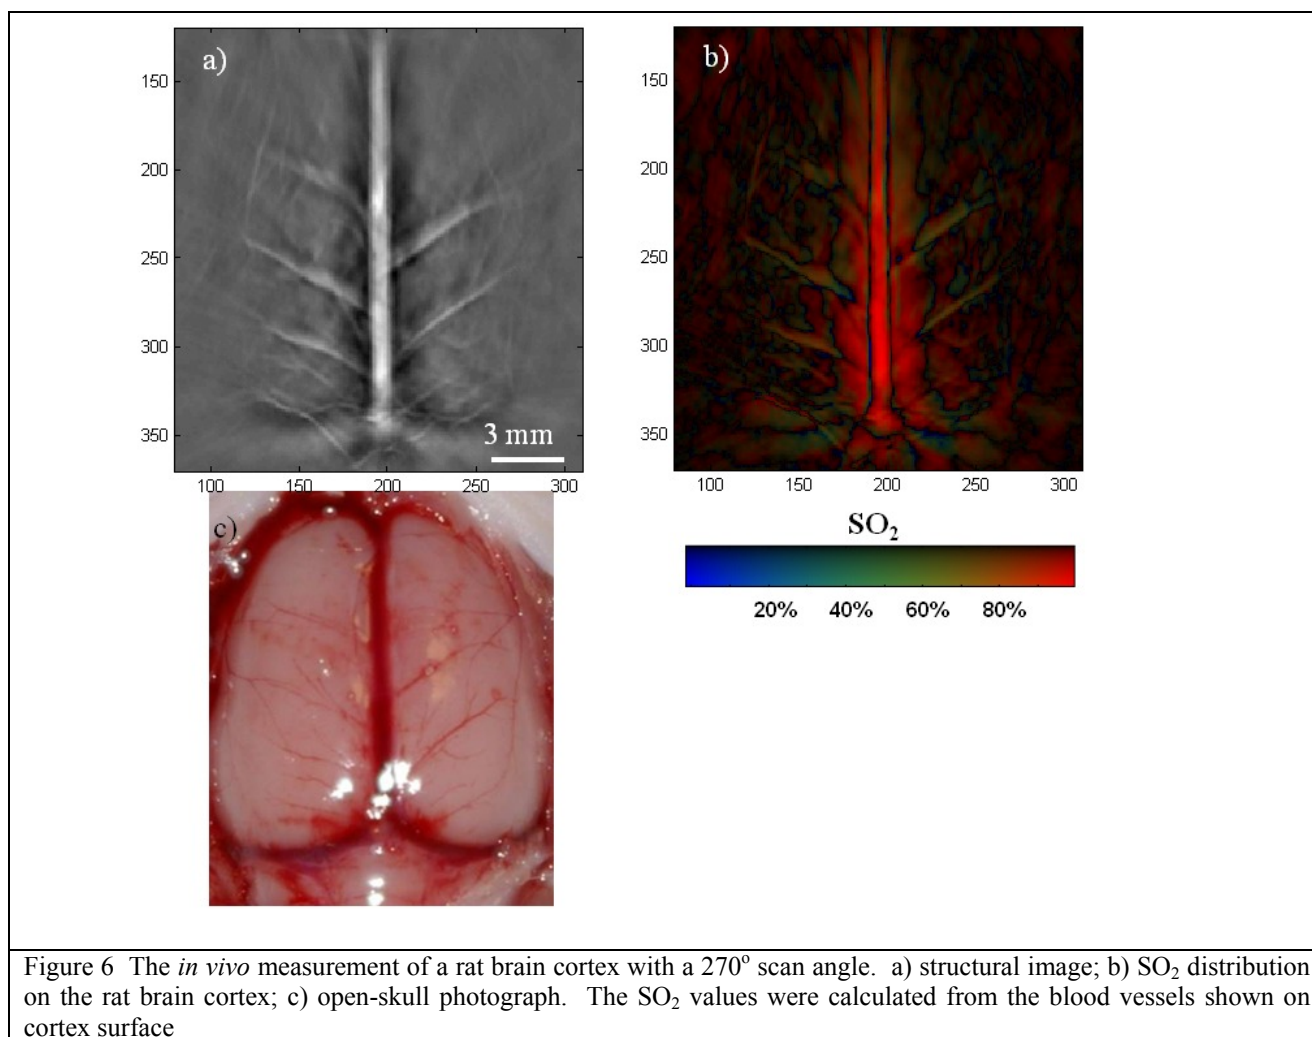 a)
150
200
250
300
350
3 mm
100 150 200 250 300
b)
150
200
250
300
350
100 150 200 250 300
SO₂
20% 40% 60% 80%
c)
Figure 6 The in vivo measurement of a rat brain cortex with a 270° scan angle. a) structural image; b) SO₂ distribution
on the rat brain cortex; c) open-skull photograph. The SO₂ values were calculated from the blood vessels shown on
cortex surface